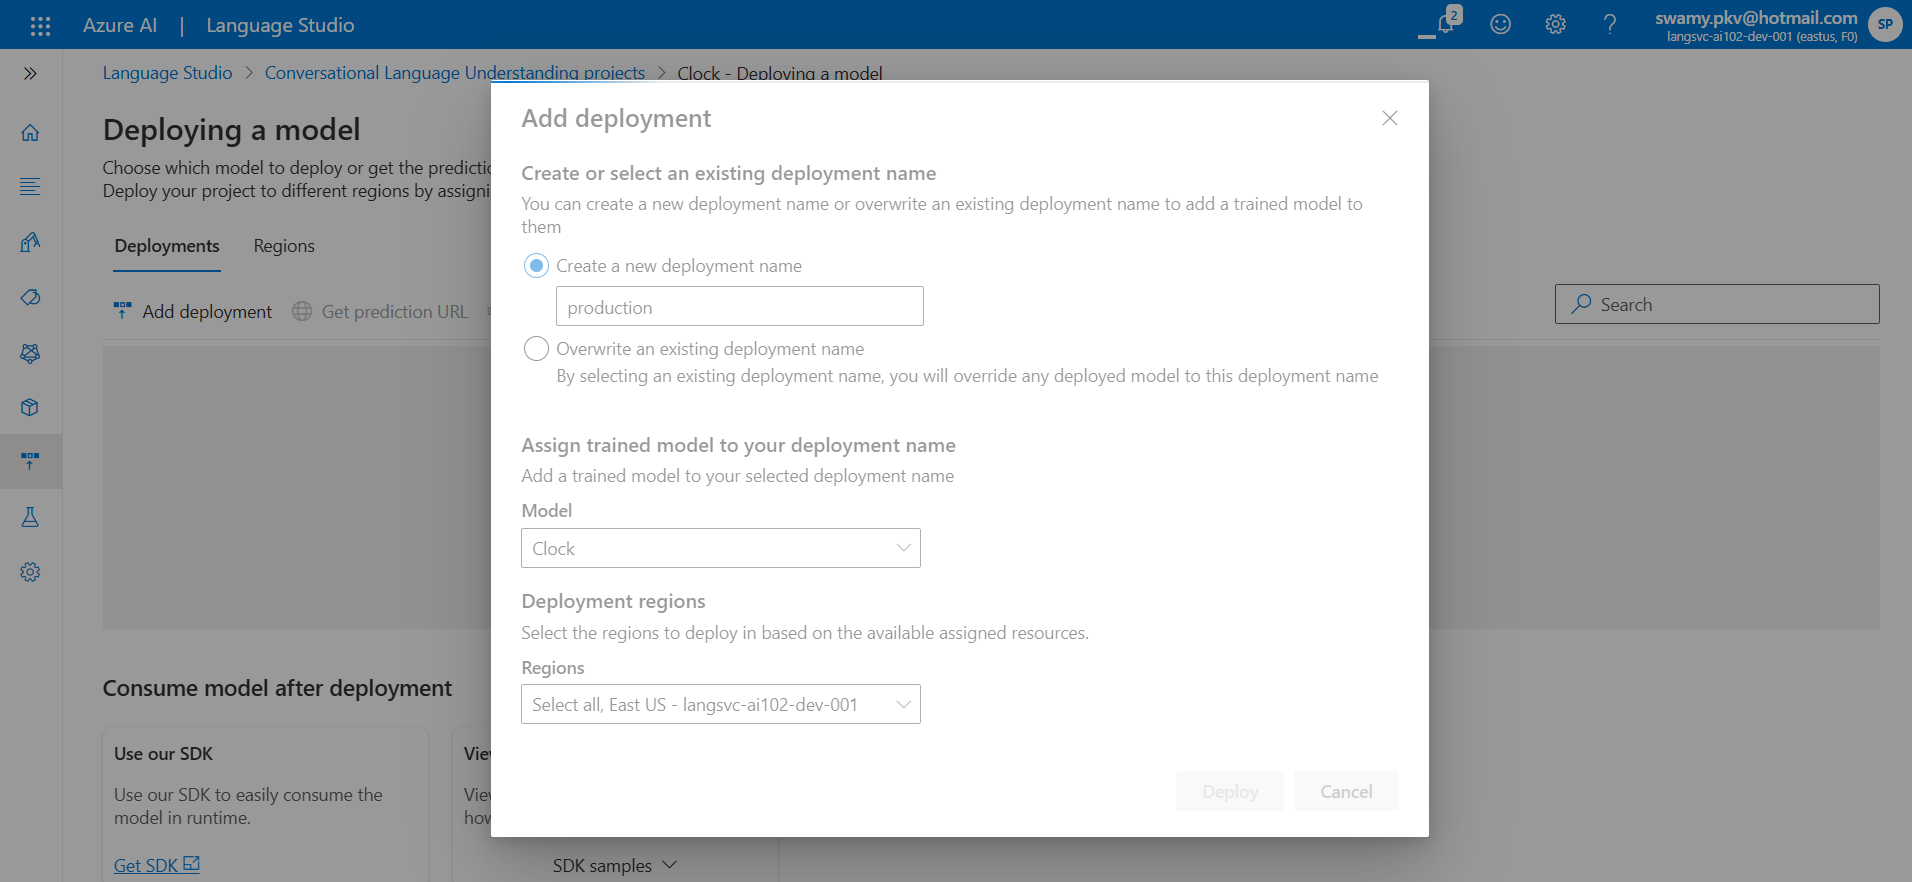 Azure AI | Language Studio
2
swamy.pkv@hotmail.com
langsvc-ai102-dev-001 (eastus, F0)
SP
Language Studio > Conversational Language Understanding projects > Clock - Deploying a model
Deploying a model
Choose which model to deploy or get the
Deploy your project to different regions by
Deployments
Regions
Add deployment
Get prediction URL
Search
Add deployment
Create or select an existing deployment name
You can create a new deployment name or overwrite an existing deployment name to add a trained model to
them
Create a new deployment name
production
Overwrite an existing deployment name
By selecting an existing deployment name, you will override any deployed model to this deployment name
Assign trained model to your deployment name
Add a trained model to your selected deployment name
Model
Clock
Deployment regions
Select the regions to deploy in based on the available assigned resources.
Regions
Select all, East US - langsvc-ai102-dev-001
Deploy
Cancel
Consume model after deployment
Use our SDK
Use our SDK to easily consume the
model in runtime.
Get SDK
SDK samples